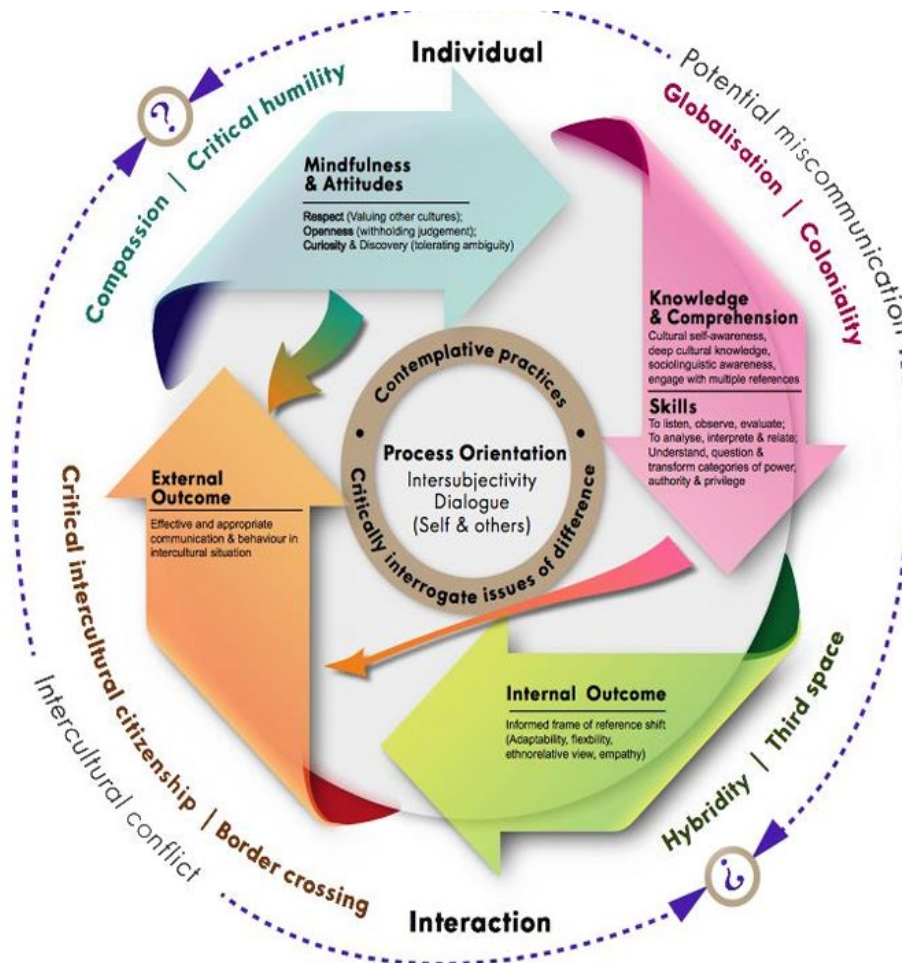 Individual
?
Compassion | Critical humility
Potential miscommunication
Globalisation | Coloniality
Mindfulness
& Attitudes
Respect (Valuing other cultures);
Openness (withholding judgement);
Curiosity & Discovery (tolerating ambiguity)
Knowledge
& Comprehension
Cultural self-awareness,
deep cultural knowledge,
sociolinguistic awareness,
engage with multiple references
Skills
To listen, observe, evaluate;
To analyse, interprete & relate;
Understand, question &
transform categories of power,
authority & privilege
Contemplative practices
Process Orientation
Intersubjectivity
Dialogue
(Self & others)
Critically interrogate issues of difference
External
Outcome
Effective and appropriate
communication & behaviour in
intercultural situation
Internal Outcome
Informed frame of reference shift
(Adaptability, flexbility,
ethnorelative view, empathy)
Hybridity | Third space
Critical intercultural citizenship | Border crossing
Intercultural conflict
?
Interaction